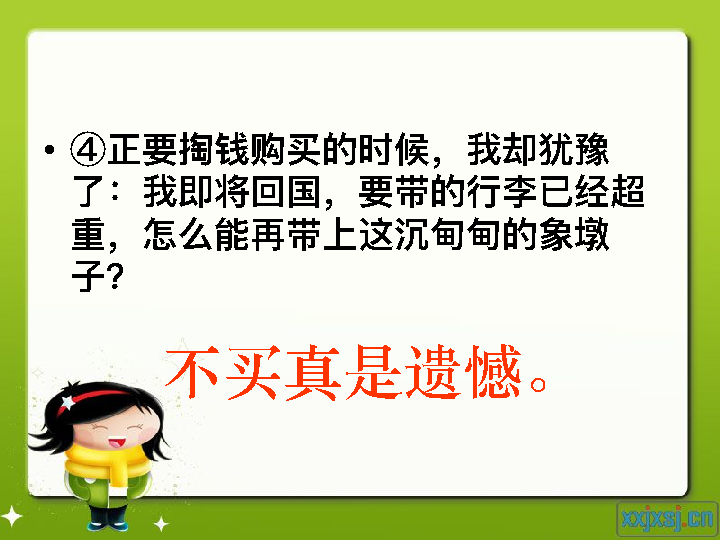 • ④正要掏钱购买的时候，我却犹豫
了：我即将回国，要带的行李已经超
重，怎么能再带上这沉甸甸的象墩
子？
不买真是遗憾。
xxjxsj.cn